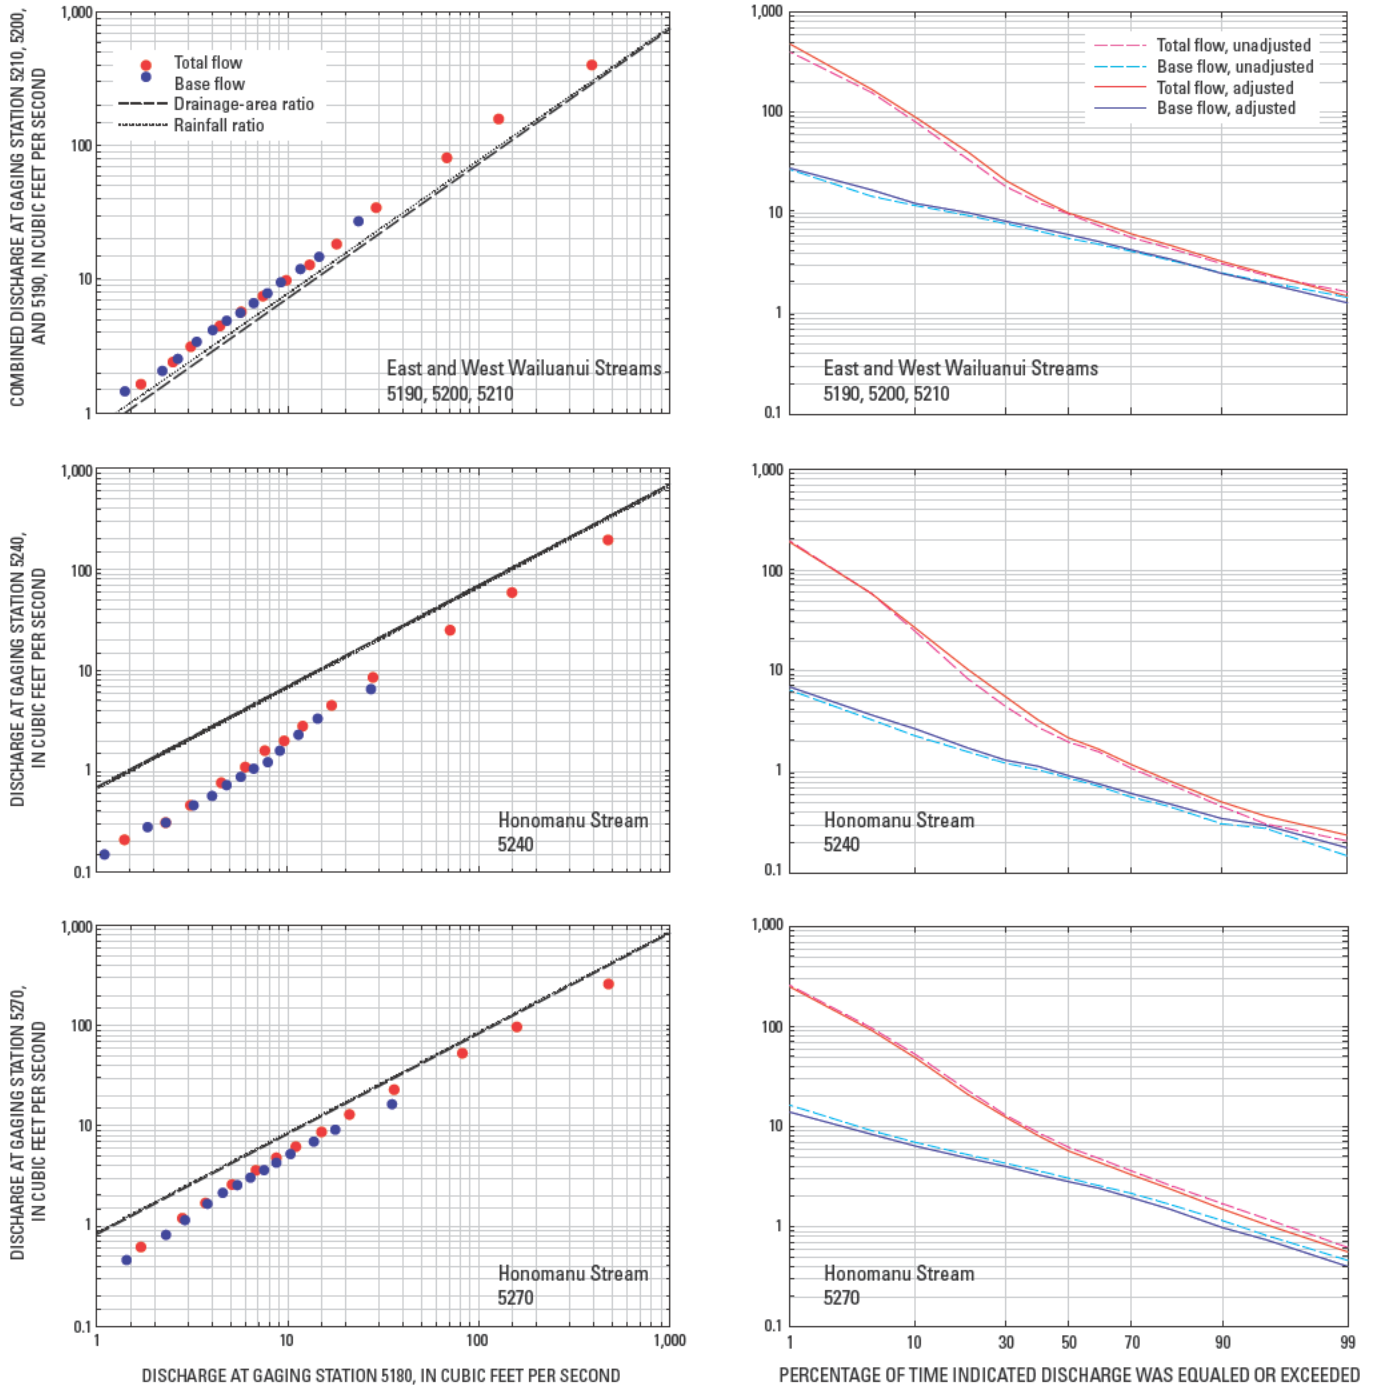 COMBINED DISCHARGE AT GAGING STATION 5210, 5200,
AND 5190, IN CUBIC FEET PER SECOND
1,000
100
10
1
Total flow
Base flow
Drainage-area ratio
Rainfall ratio
East and West Wailuanui Streams
5190, 5200, 5210
1,000
100
10
1
0.1
Total flow, unadjusted
Base flow, unadjusted
Total flow, adjusted
Base flow, adjusted
East and West Wailuanui Streams
5190, 5200, 5210
DISCHARGE AT GAGING STATION 5240,
IN CUBIC FEET PER SECOND
1,000
100
10
1
0.1
Honomanu Stream
5240
1,000
100
10
1
0.1
Honomanu Stream
5240
DISCHARGE AT GAGING STATION 5270,
IN CUBIC FEET PER SECOND
1,000
100
10
1
0.1
Honomanu Stream
5270
1 10 100 1,000
DISCHARGE AT GAGING STATION 5180, IN CUBIC FEET PER SECOND
1,000
100
10
1
0.1
Honomanu Stream
5270
1 10 30 50 70 90 99
PERCENTAGE OF TIME INDICATED DISCHARGE WAS EQUALED OR EXCEEDED